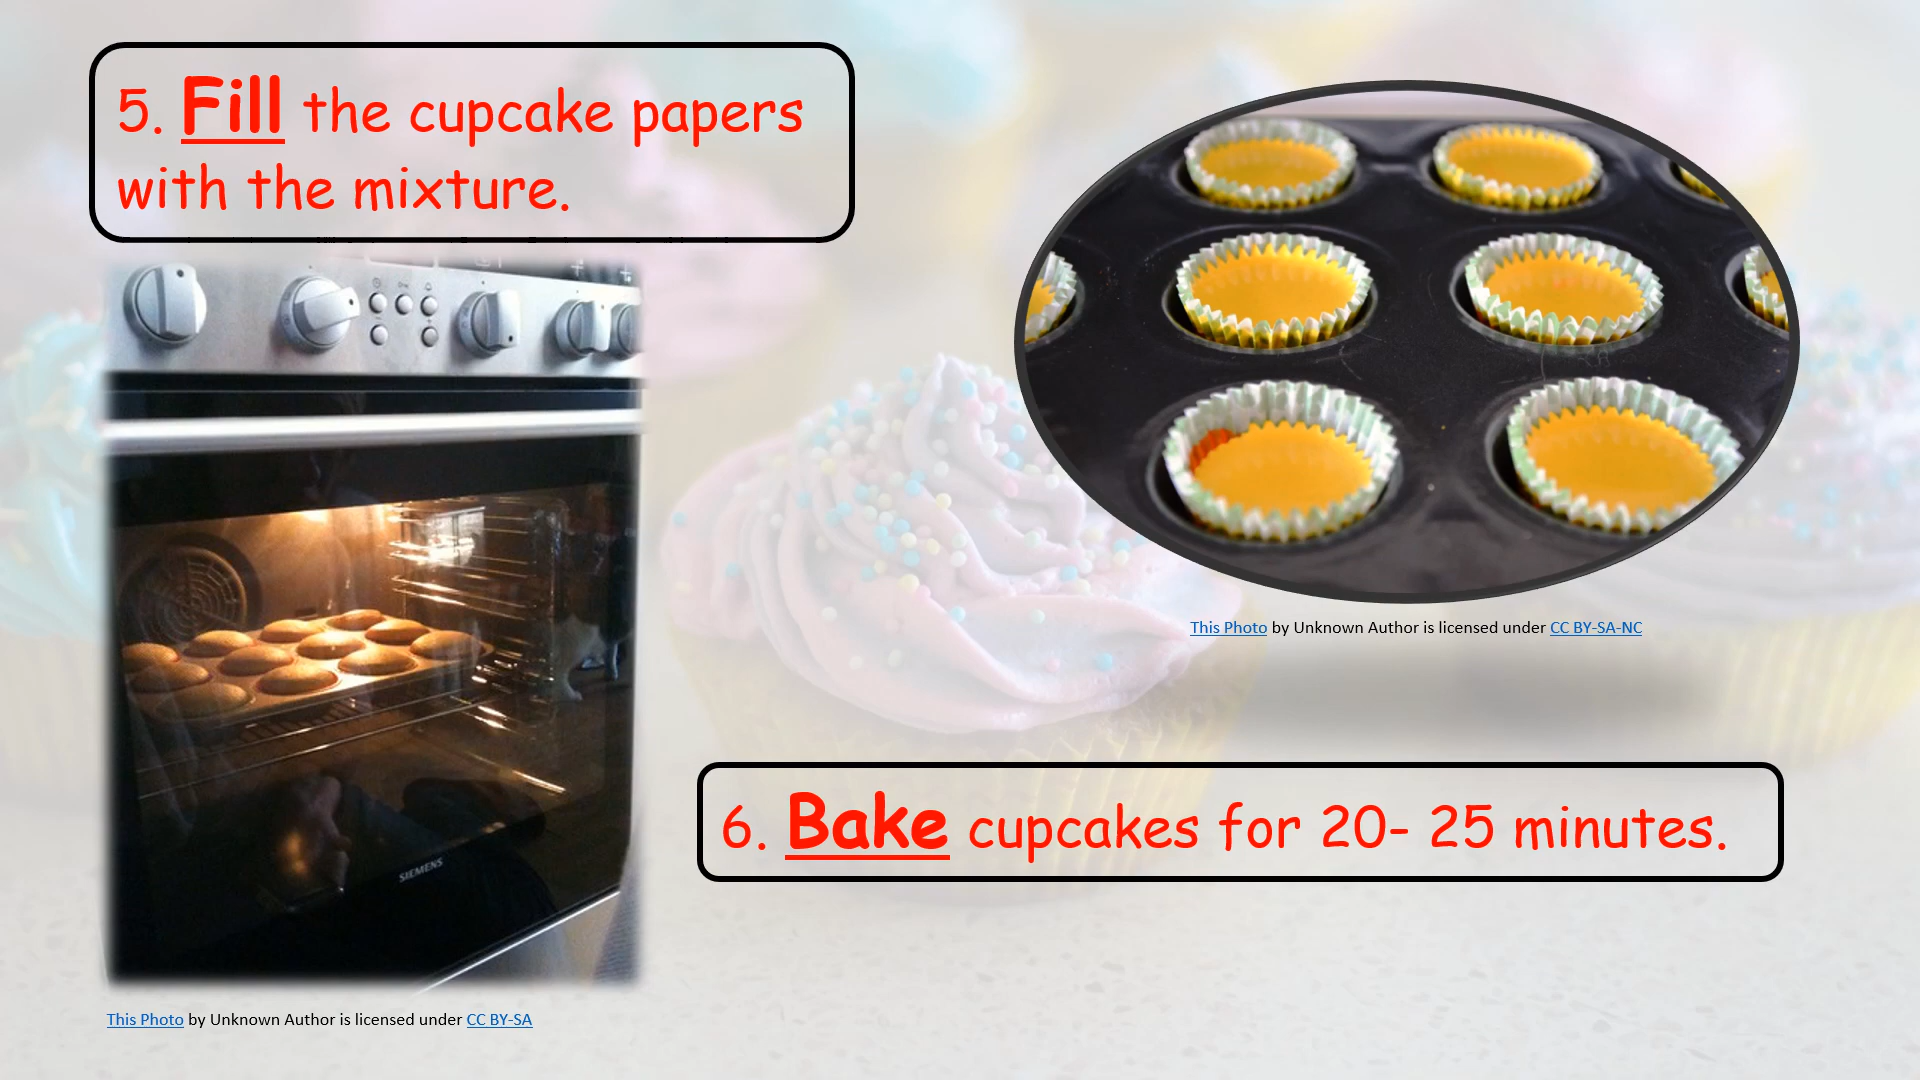 5. Fill the cupcake papers
with the mixture.
This Photo by Unknown Author is licensed under CC BY-SA-NC
6. Bake cupcakes for 20- 25 minutes.
SIEMENS
This Photo by Unknown Author is licensed under CC BY-SA